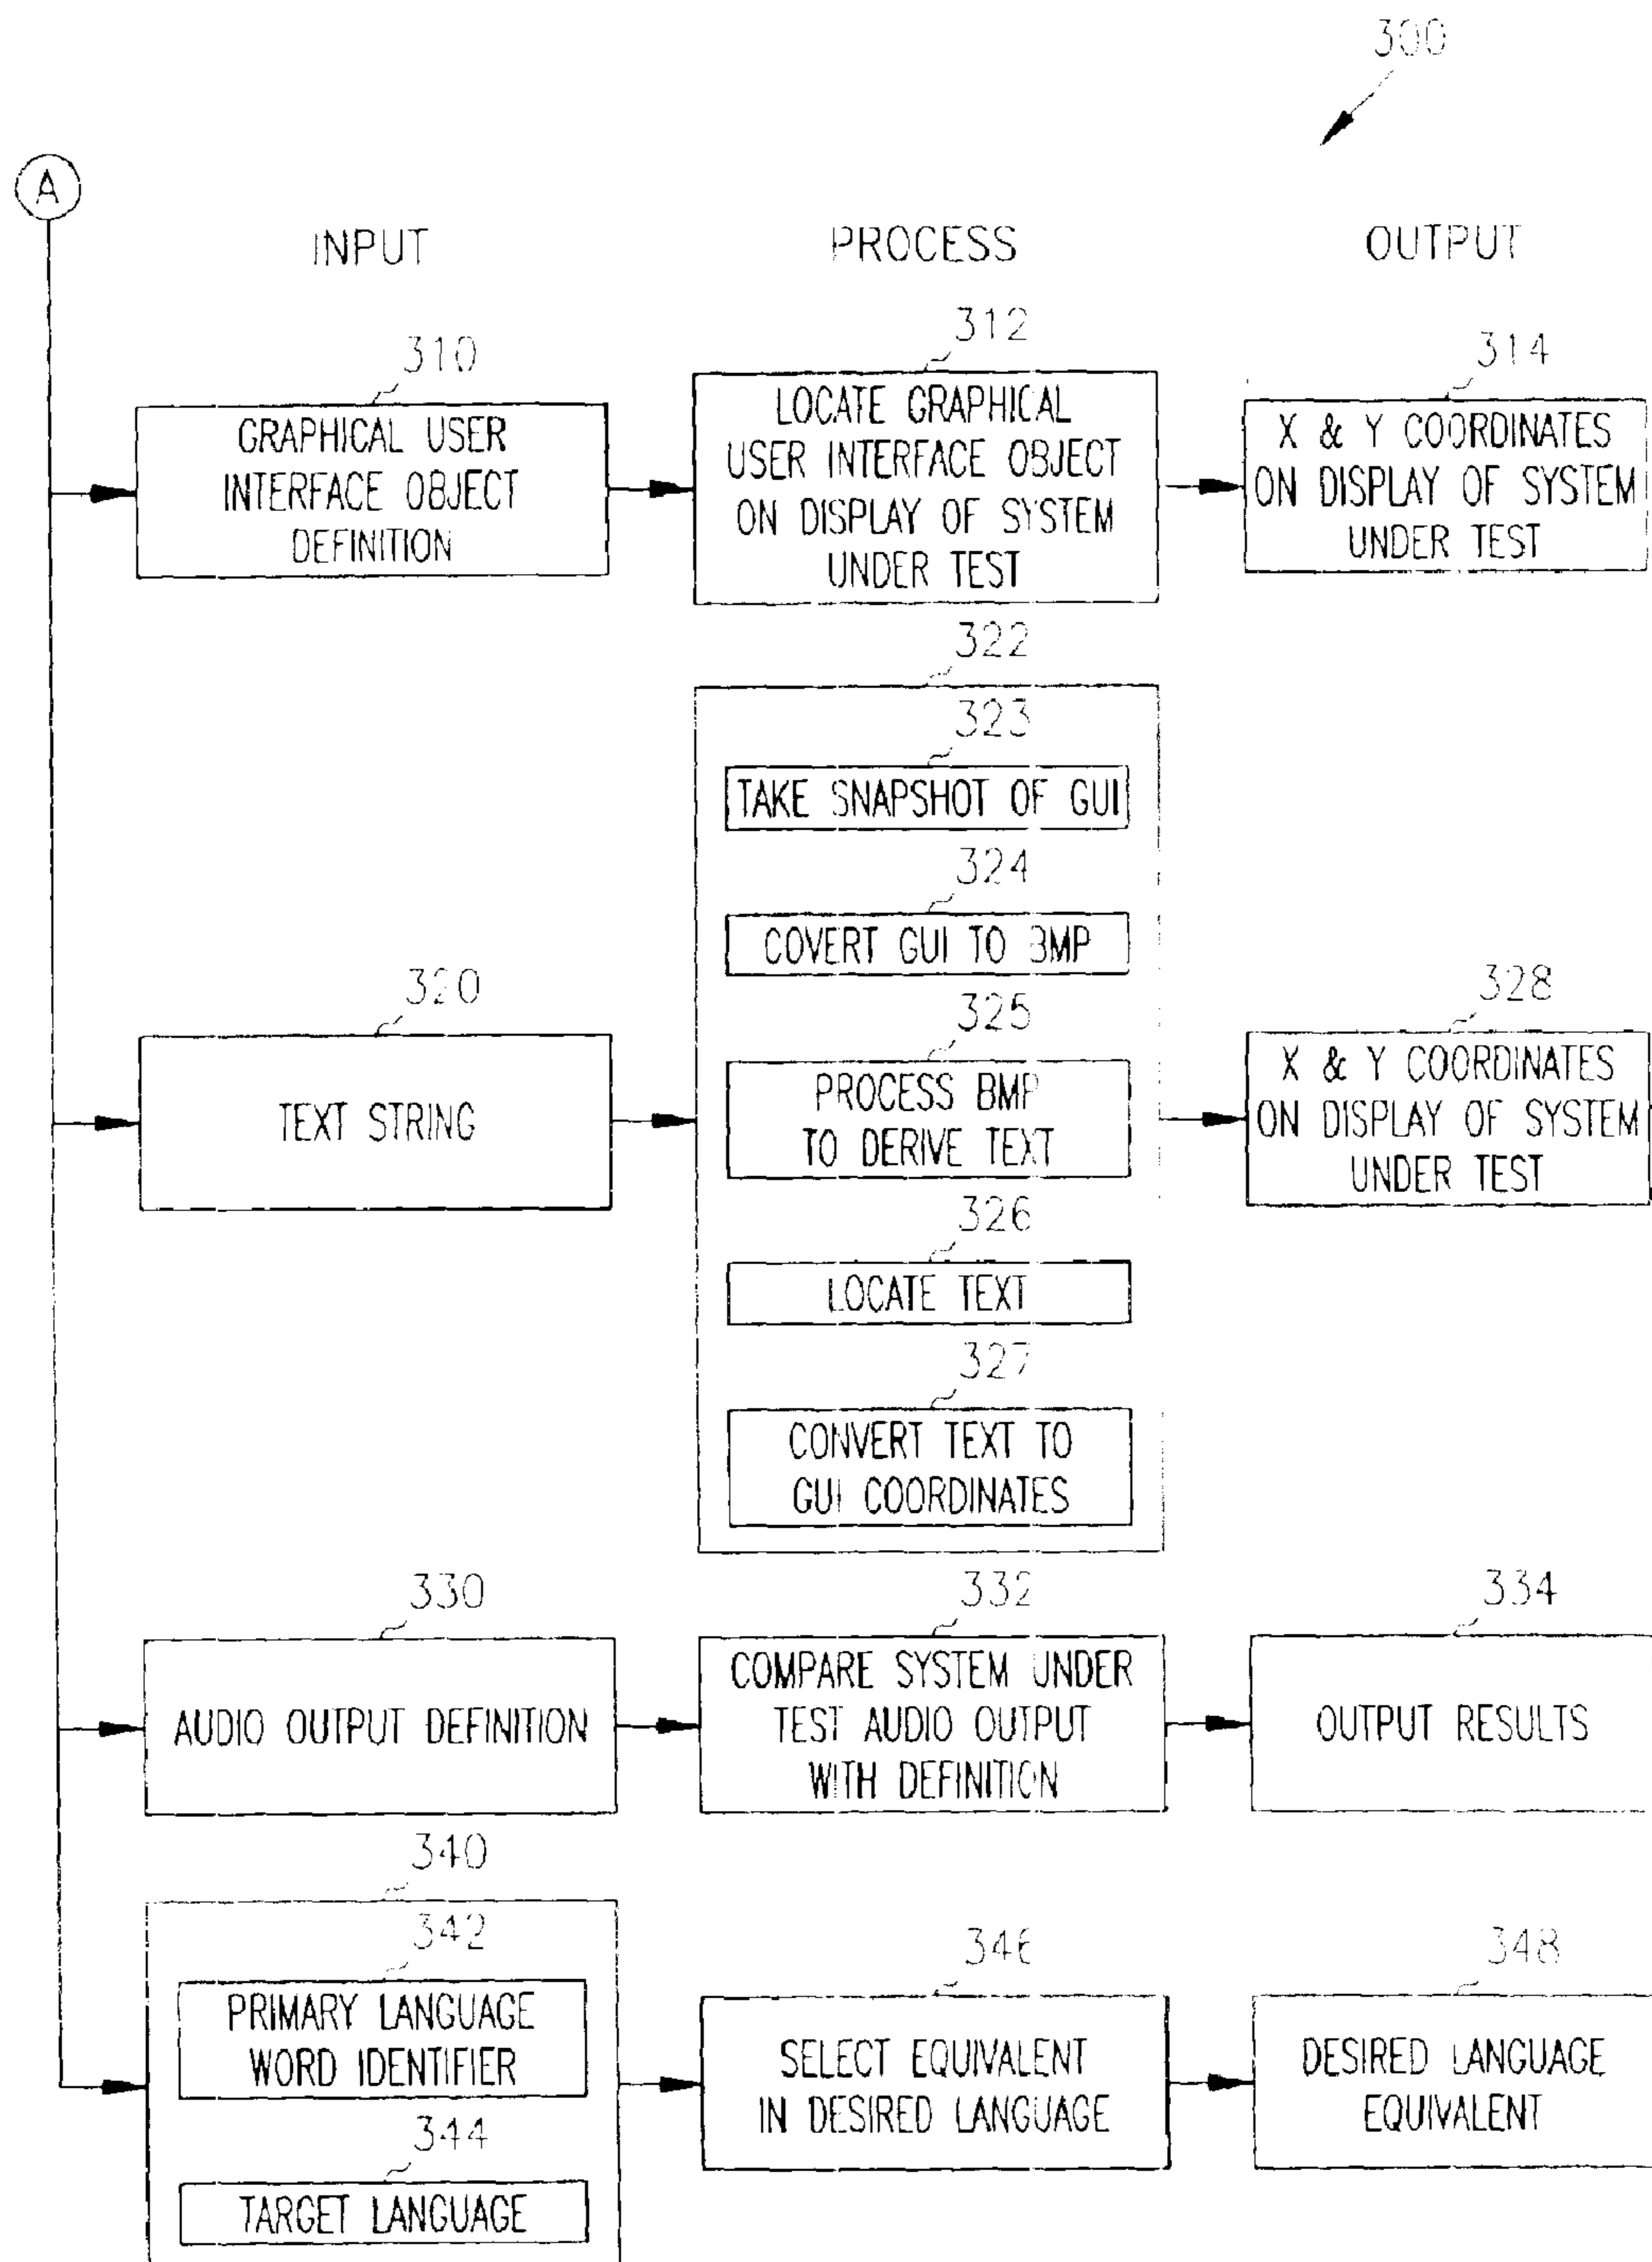 300
A
INPUT
PROCESS
OUTPUT
310
GRAPHICAL USER
INTERFACE OBJECT
DEFINITION
312
LOCATE GRAPHICAL
USER INTERFACE OBJECT
ON DISPLAY OF SYSTEM
UNDER TEST
314
X & Y COORDINATES
ON DISPLAY OF SYSTEM
UNDER TEST
320
TEXT STRING
322
323
TAKE SNAPSHOT OF GUI
324
COVERT GUI TO BMP
325
PROCESS BMP
TO DERIVE TEXT
326
LOCATE TEXT
327
CONVERT TEXT TO
GUI COORDINATES
328
X & Y COORDINATES
ON DISPLAY OF SYSTEM
UNDER TEST
330
AUDIO OUTPUT DEFINITION
332
COMPARE SYSTEM UNDER
TEST AUDIO OUTPUT
WITH DEFINITION
334
OUTPUT RESULTS
340
342
PRIMARY LANGUAGE
WORD IDENTIFIER
344
TARGET LANGUAGE
346
SELECT EQUIVALENT
IN DESIRED LANGUAGE
348
DESIRED LANGUAGE
EQUIVALENT